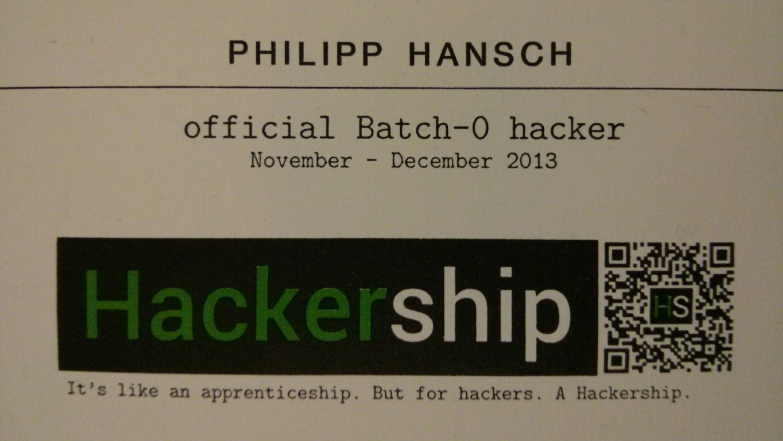 PHILIPP HANSCH
official Batch-0 hacker
November - December 2013
Hackership
HS
It's like an apprenticeship. But for hackers. A Hackership.